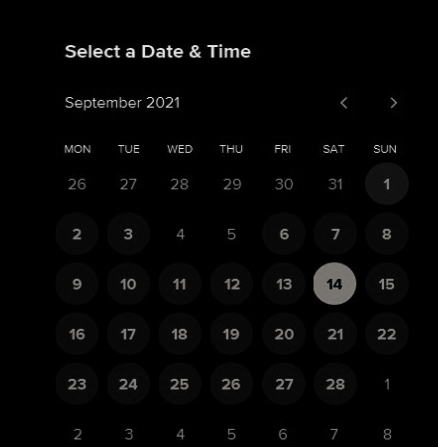 Select a Date & Time
September 2021
MON TUE WED THU FRI SAT SUN
26 27 28 29 30 31 1
2 3 4 5 6 7 8
9 10 11 12 13 14 15
16 17 18 19 20 21 22
23 24 25 26 27 28 1
2 3 4 5 6 7 8